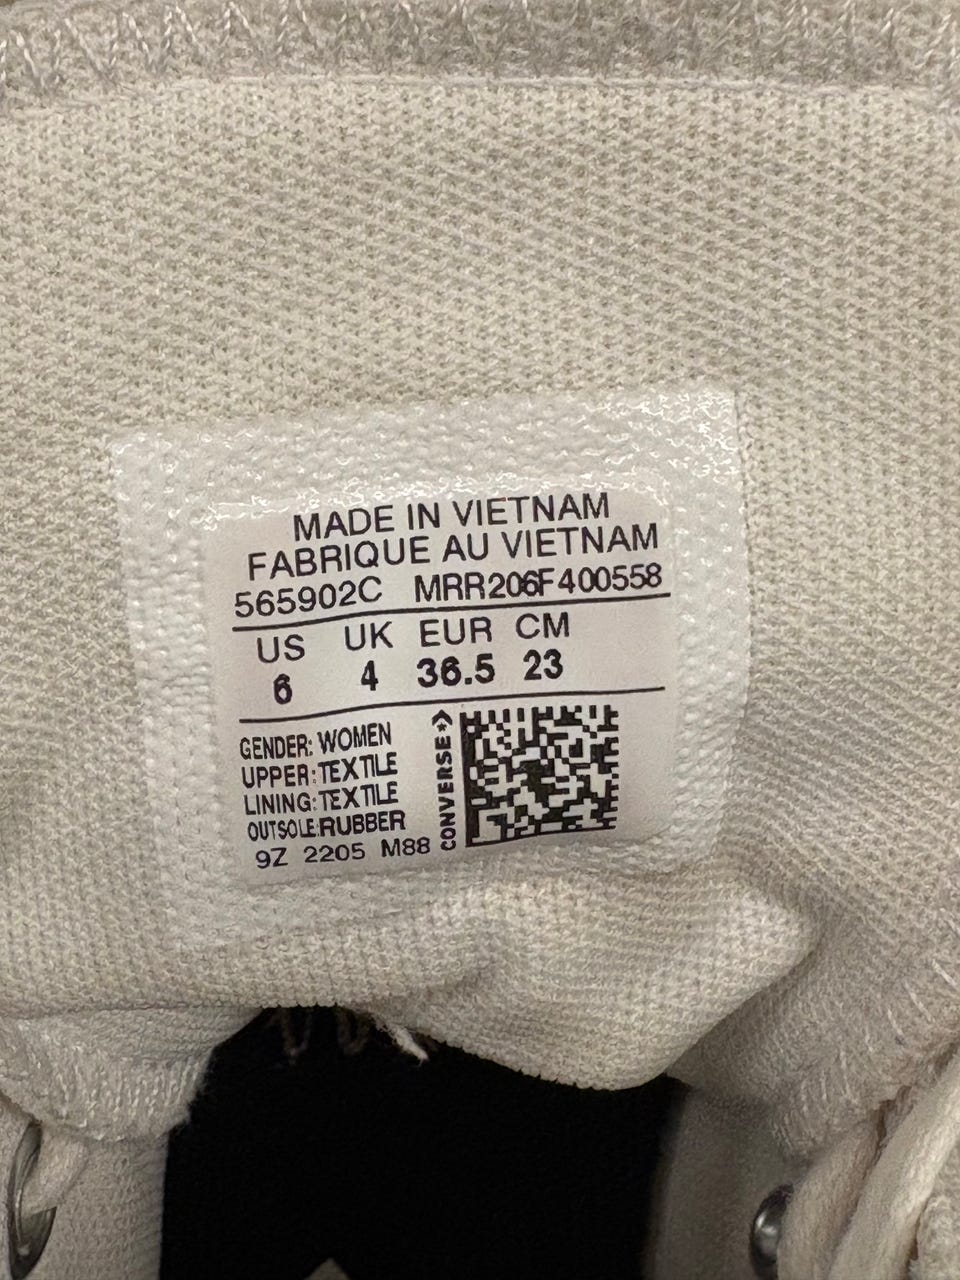 MADE IN VIETNAM
FABRIQUE AU VIETNAM
565902C MRR206F400558
US UK EUR CM
6 4 36.5 23
GENDER: WOMEN
UPPER: TEXTILE
LINING: TEXTILE
OUTSOLE: RUBBER
9Z 2205 M88
CONVERSE